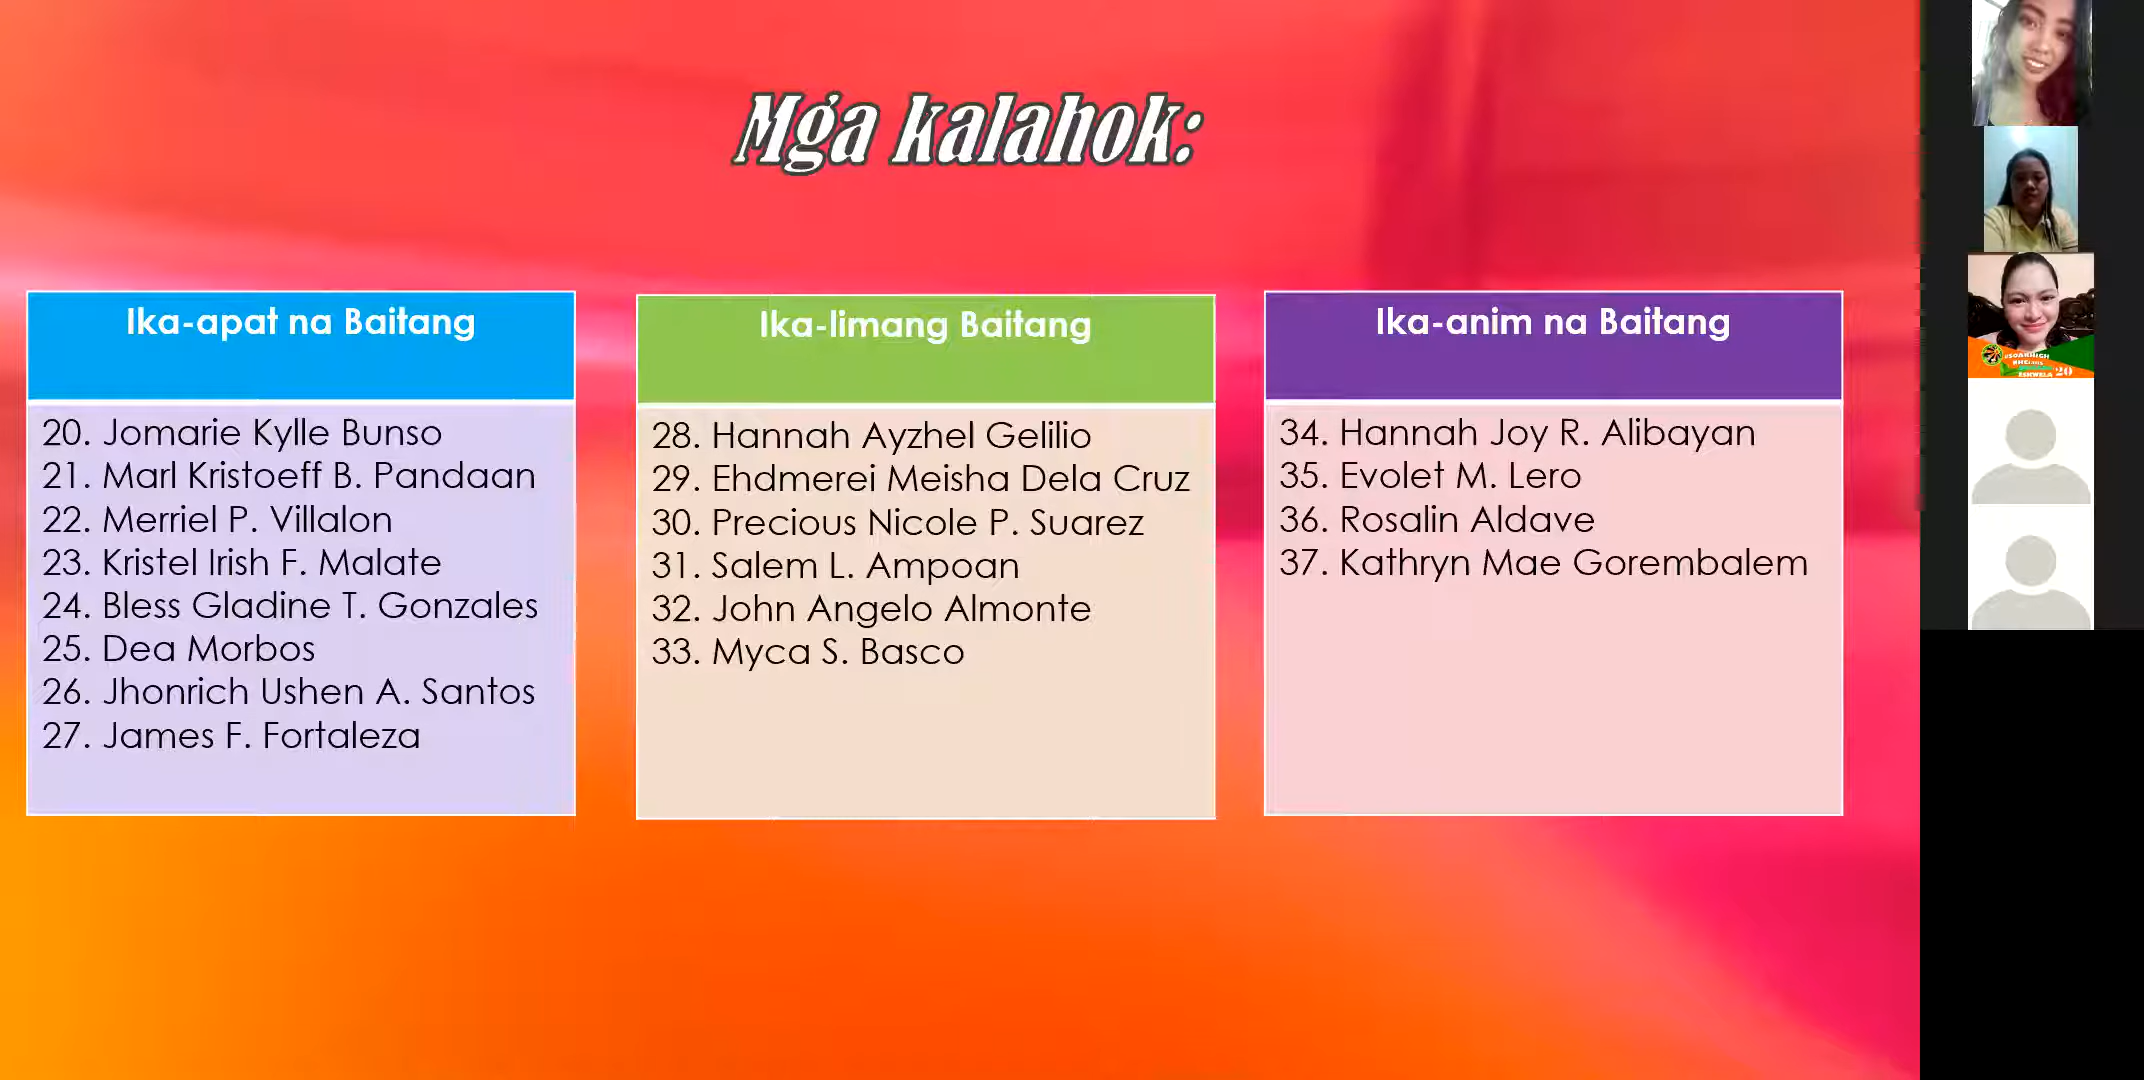 Mga kalahok:
Ika-apat na Baitang
20. Jomarie Kylle Bunso
21. Marl Kristoeff B. Pandaan
22. Merriel P. Villalon
23. Kristel Irish F. Malate
24. Bless Gladine T. Gonzales
25. Dea Morbos
26. Jhonrich Ushen A. Santos
27. James F. Fortaleza
Ika-limang Baitang
28. Hannah Ayzhel Gelilio
29. Ehdmerei Meisha Dela Cruz
30. Precious Nicole P. Suarez
31. Salem L. Ampoan
32. John Angelo Almonte
33. Myca S. Basco
Ika-anim na Baitang
34. Hannah Joy R. Alibayan
35. Evolet M. Lero
36. Rosalin Aldave
37. Kathryn Mae Gorembalem
#SOARHIGH
ESKWELA 20